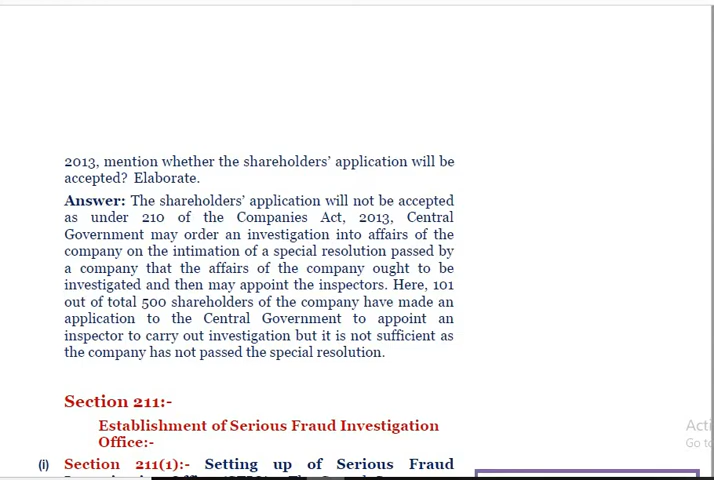 2013, mention whether the shareholders' application will be
accepted? Elaborate.
Answer: The shareholders' application will not be accepted
as under 210 of the Companies Act, 2013, Central
Government may order an investigation into affairs of the
company on the intimation of a special resolution passed by
a company that the affairs of the company ought to be
investigated and then may appoint the inspectors. Here, 101
out of total 500 shareholders of the company have made an
application to the Central Government to appoint an
inspector to carry out investigation but it is not sufficient as
the company has not passed the special resolution.
Section 211:-
Establishment of Serious Fraud Investigation
Office:-
(i) Section 211(1):- Setting up of Serious Fraud
Acti
Go to